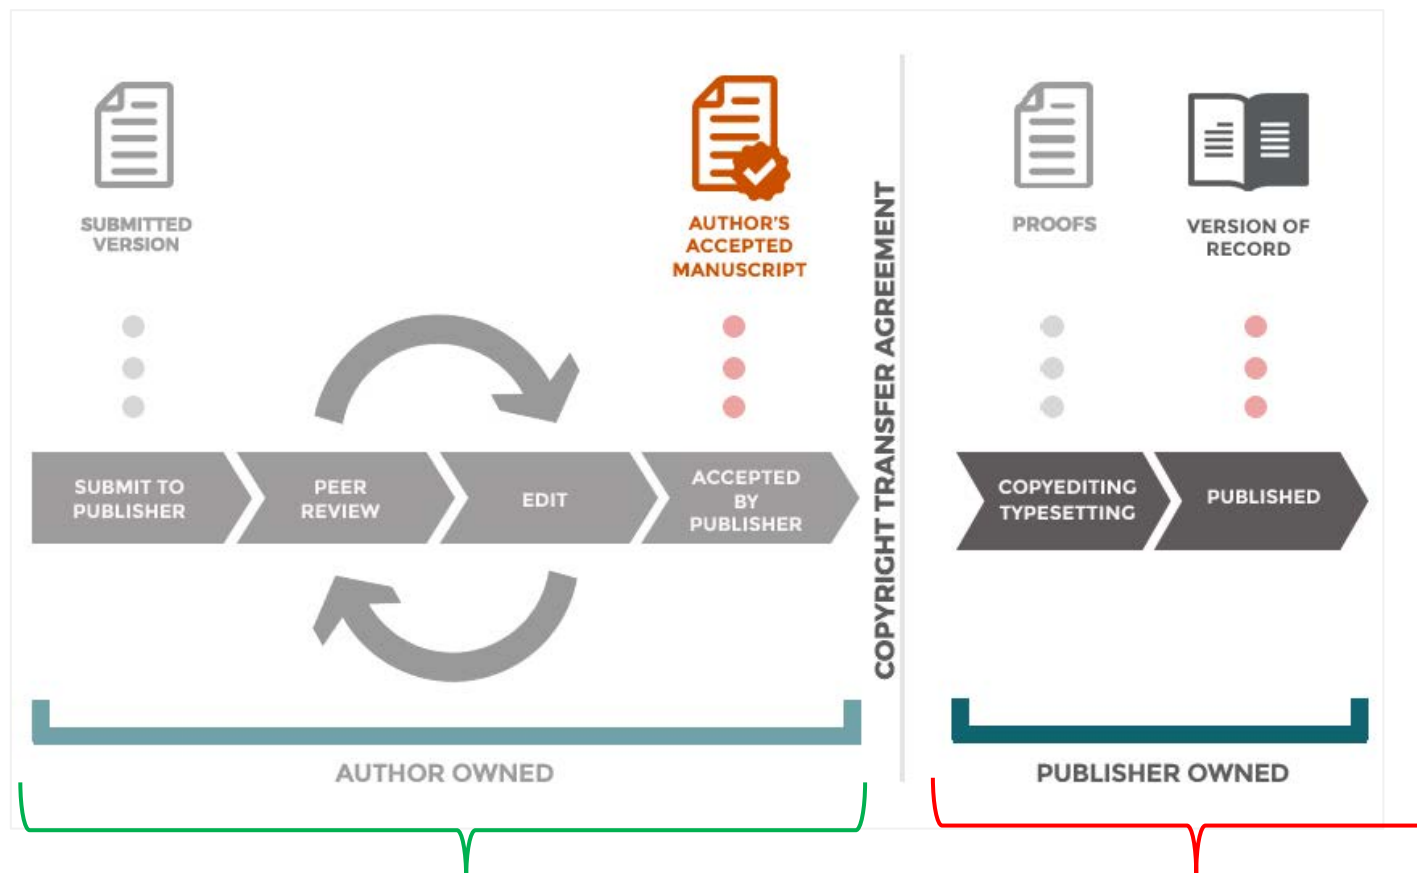 SUBMITTED
VERSION
AUTHOR'S
ACCEPTED
MANUSCRIPT
COPYRIGHT TRANSFER AGREEMENT
PROOFS
VERSION OF
RECORD
SUBMIT TO
PUBLISHER
PEER
REVIEW
EDIT
ACCEPTED
BY
PUBLISHER
COPYEDITING
TYPESETTING
PUBLISHED
AUTHOR OWNED
PUBLISHER OWNED